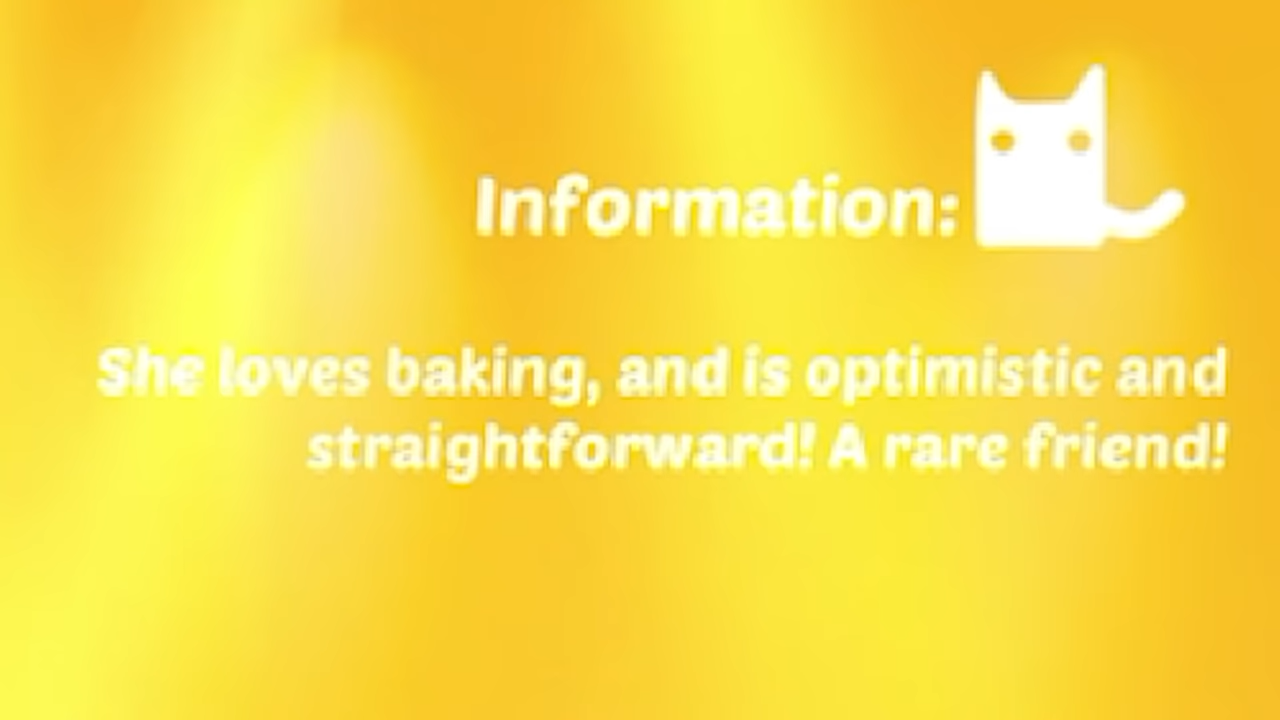 Information:
She loves baking, and is optimistic and
straightforward! A rare friend!